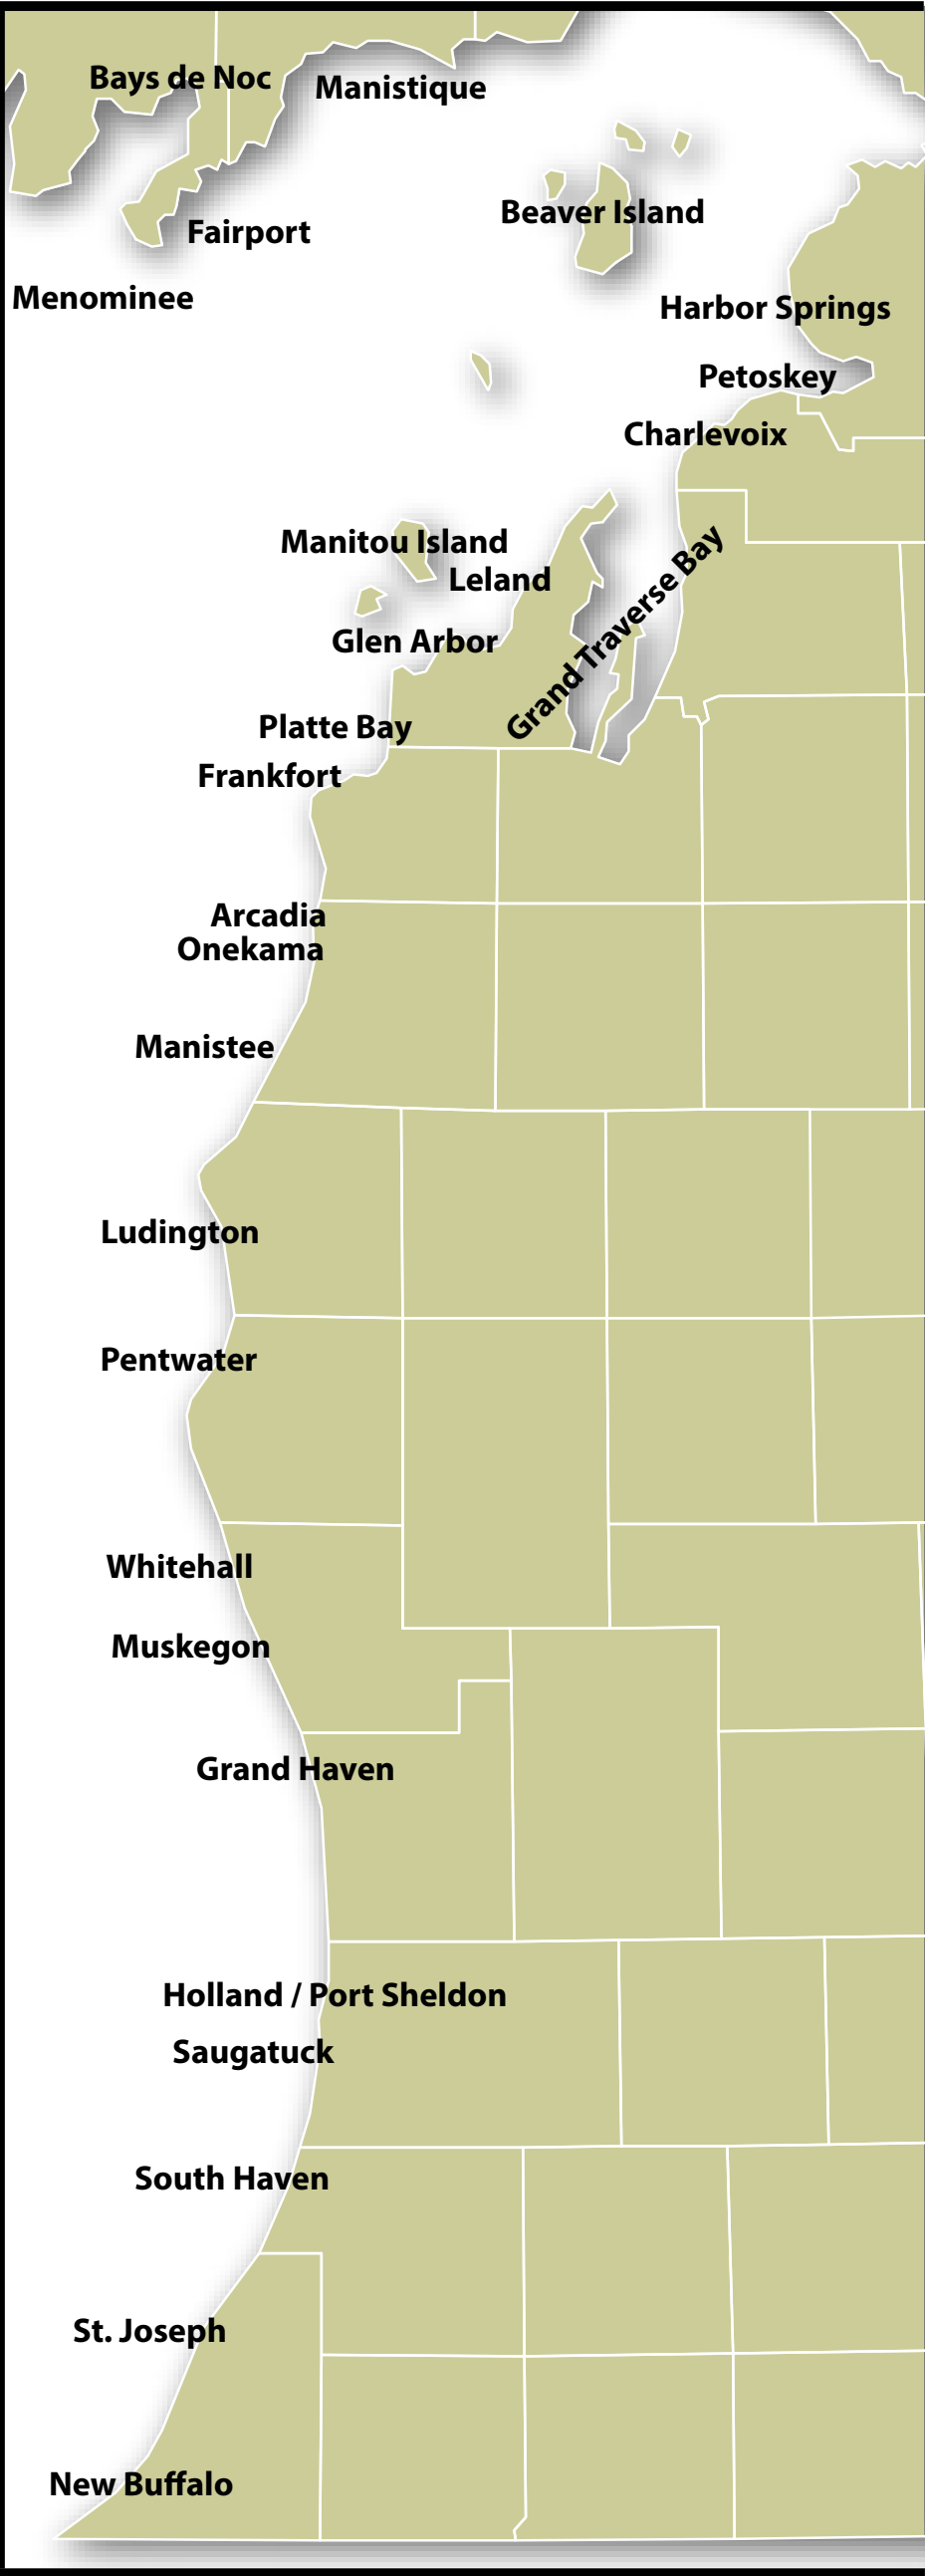 Bays de Noc
Manistique
Beaver Island
Fairport
Menominee
Harbor Springs
Petoskey
Charlevoix
Manitou Island
Leland
Grand Traverse Bay
Glen Arbor
Platte Bay
Frankfort
Arcadia
Onekama
Manistee
Ludington
Pentwater
Whitehall
Muskegon
Grand Haven
Holland / Port Sheldon
Saugatuck
South Haven
St. Joseph
New Buffalo